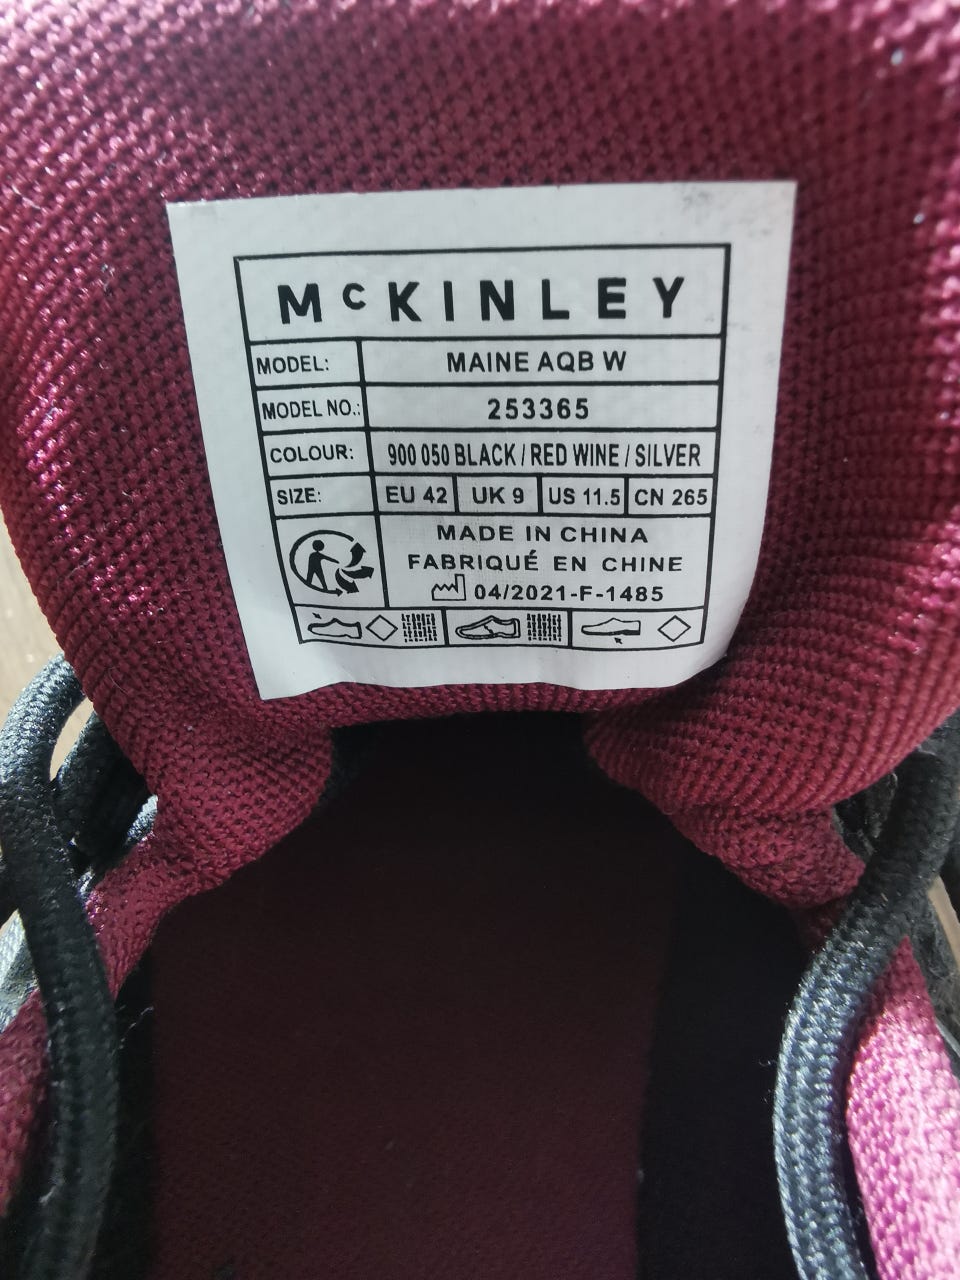 McKINLEY
MODEL: MAINE AQB W
MODEL NO.: 253365
COLOUR: 900 050 BLACK / RED WINE / SILVER
SIZE: EU 42 UK 9 US 11.5 CN 265
MADE IN CHINA
FABRIQUÉ EN CHINE
04/2021-F-1485